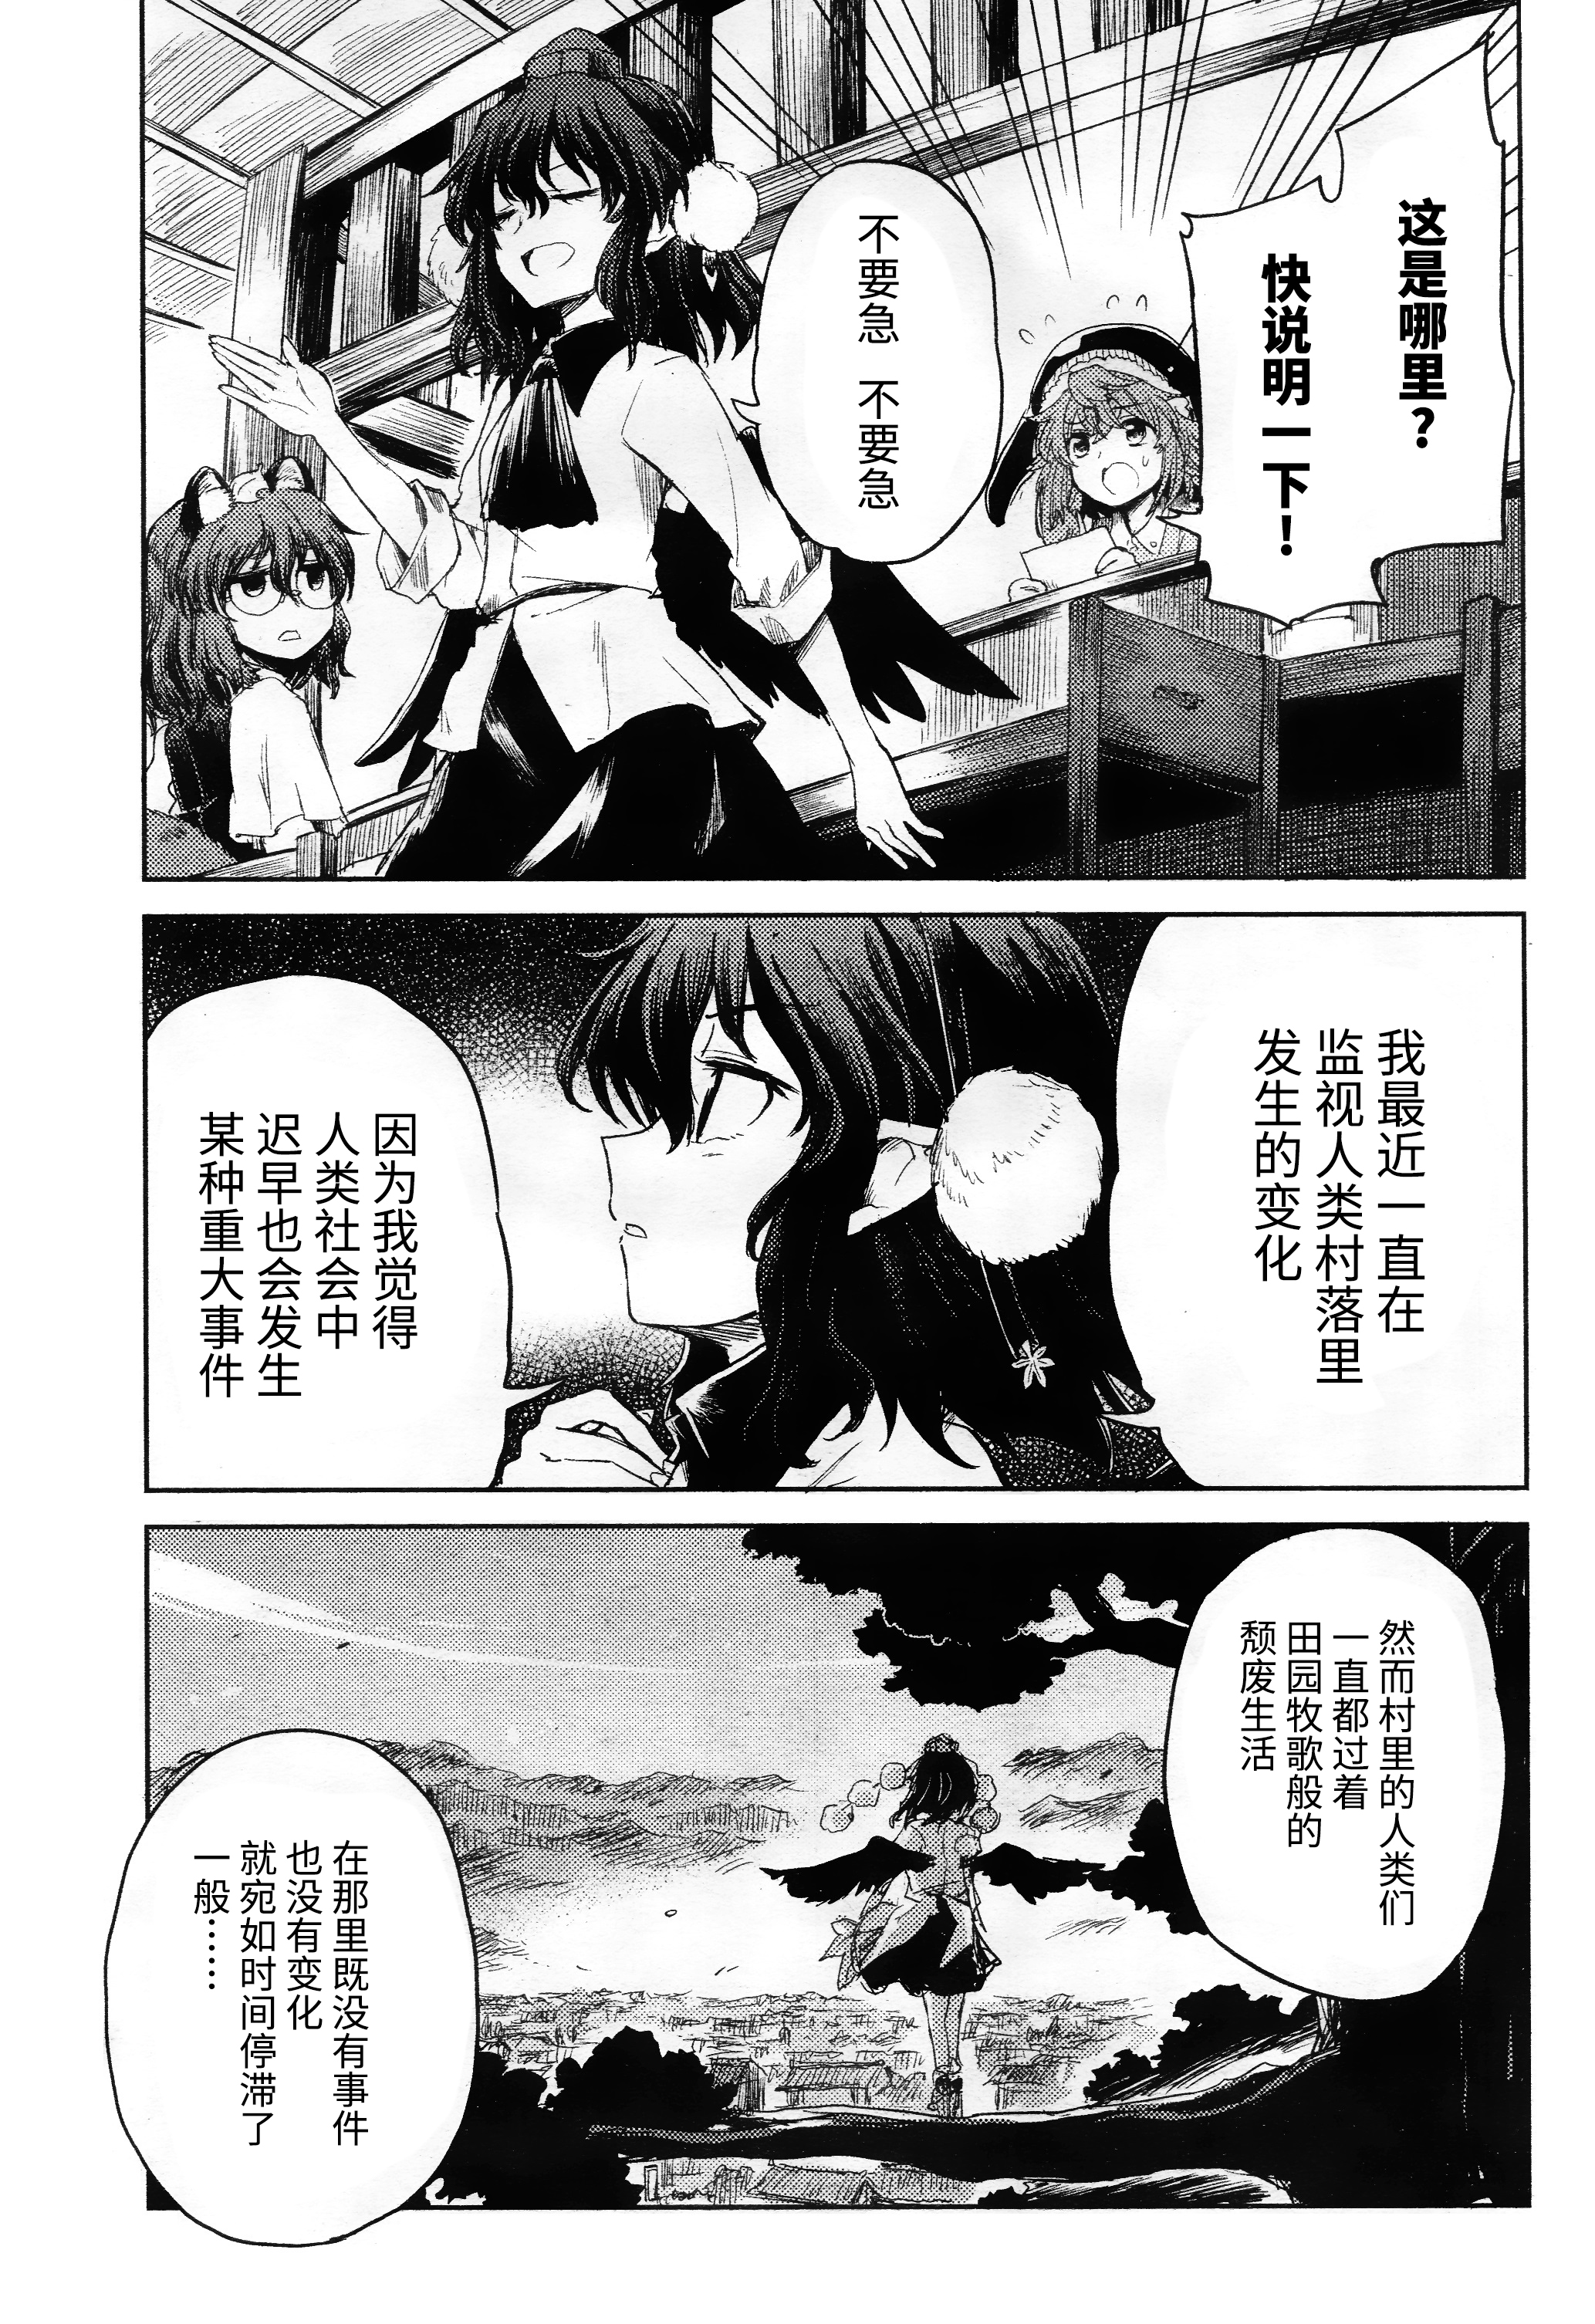 这是哪里?
快说明一下!
不要急 不要急
我最近一直在
监视人类村落里
发生的变化
因为我觉得
人类社会中
迟早也会发生
某种重大事件
然而村里的人类们
一直都过着
田园牧歌般的
颓废生活
在那里既没有事件
也没有变化
就宛如时间停滞了
一般……